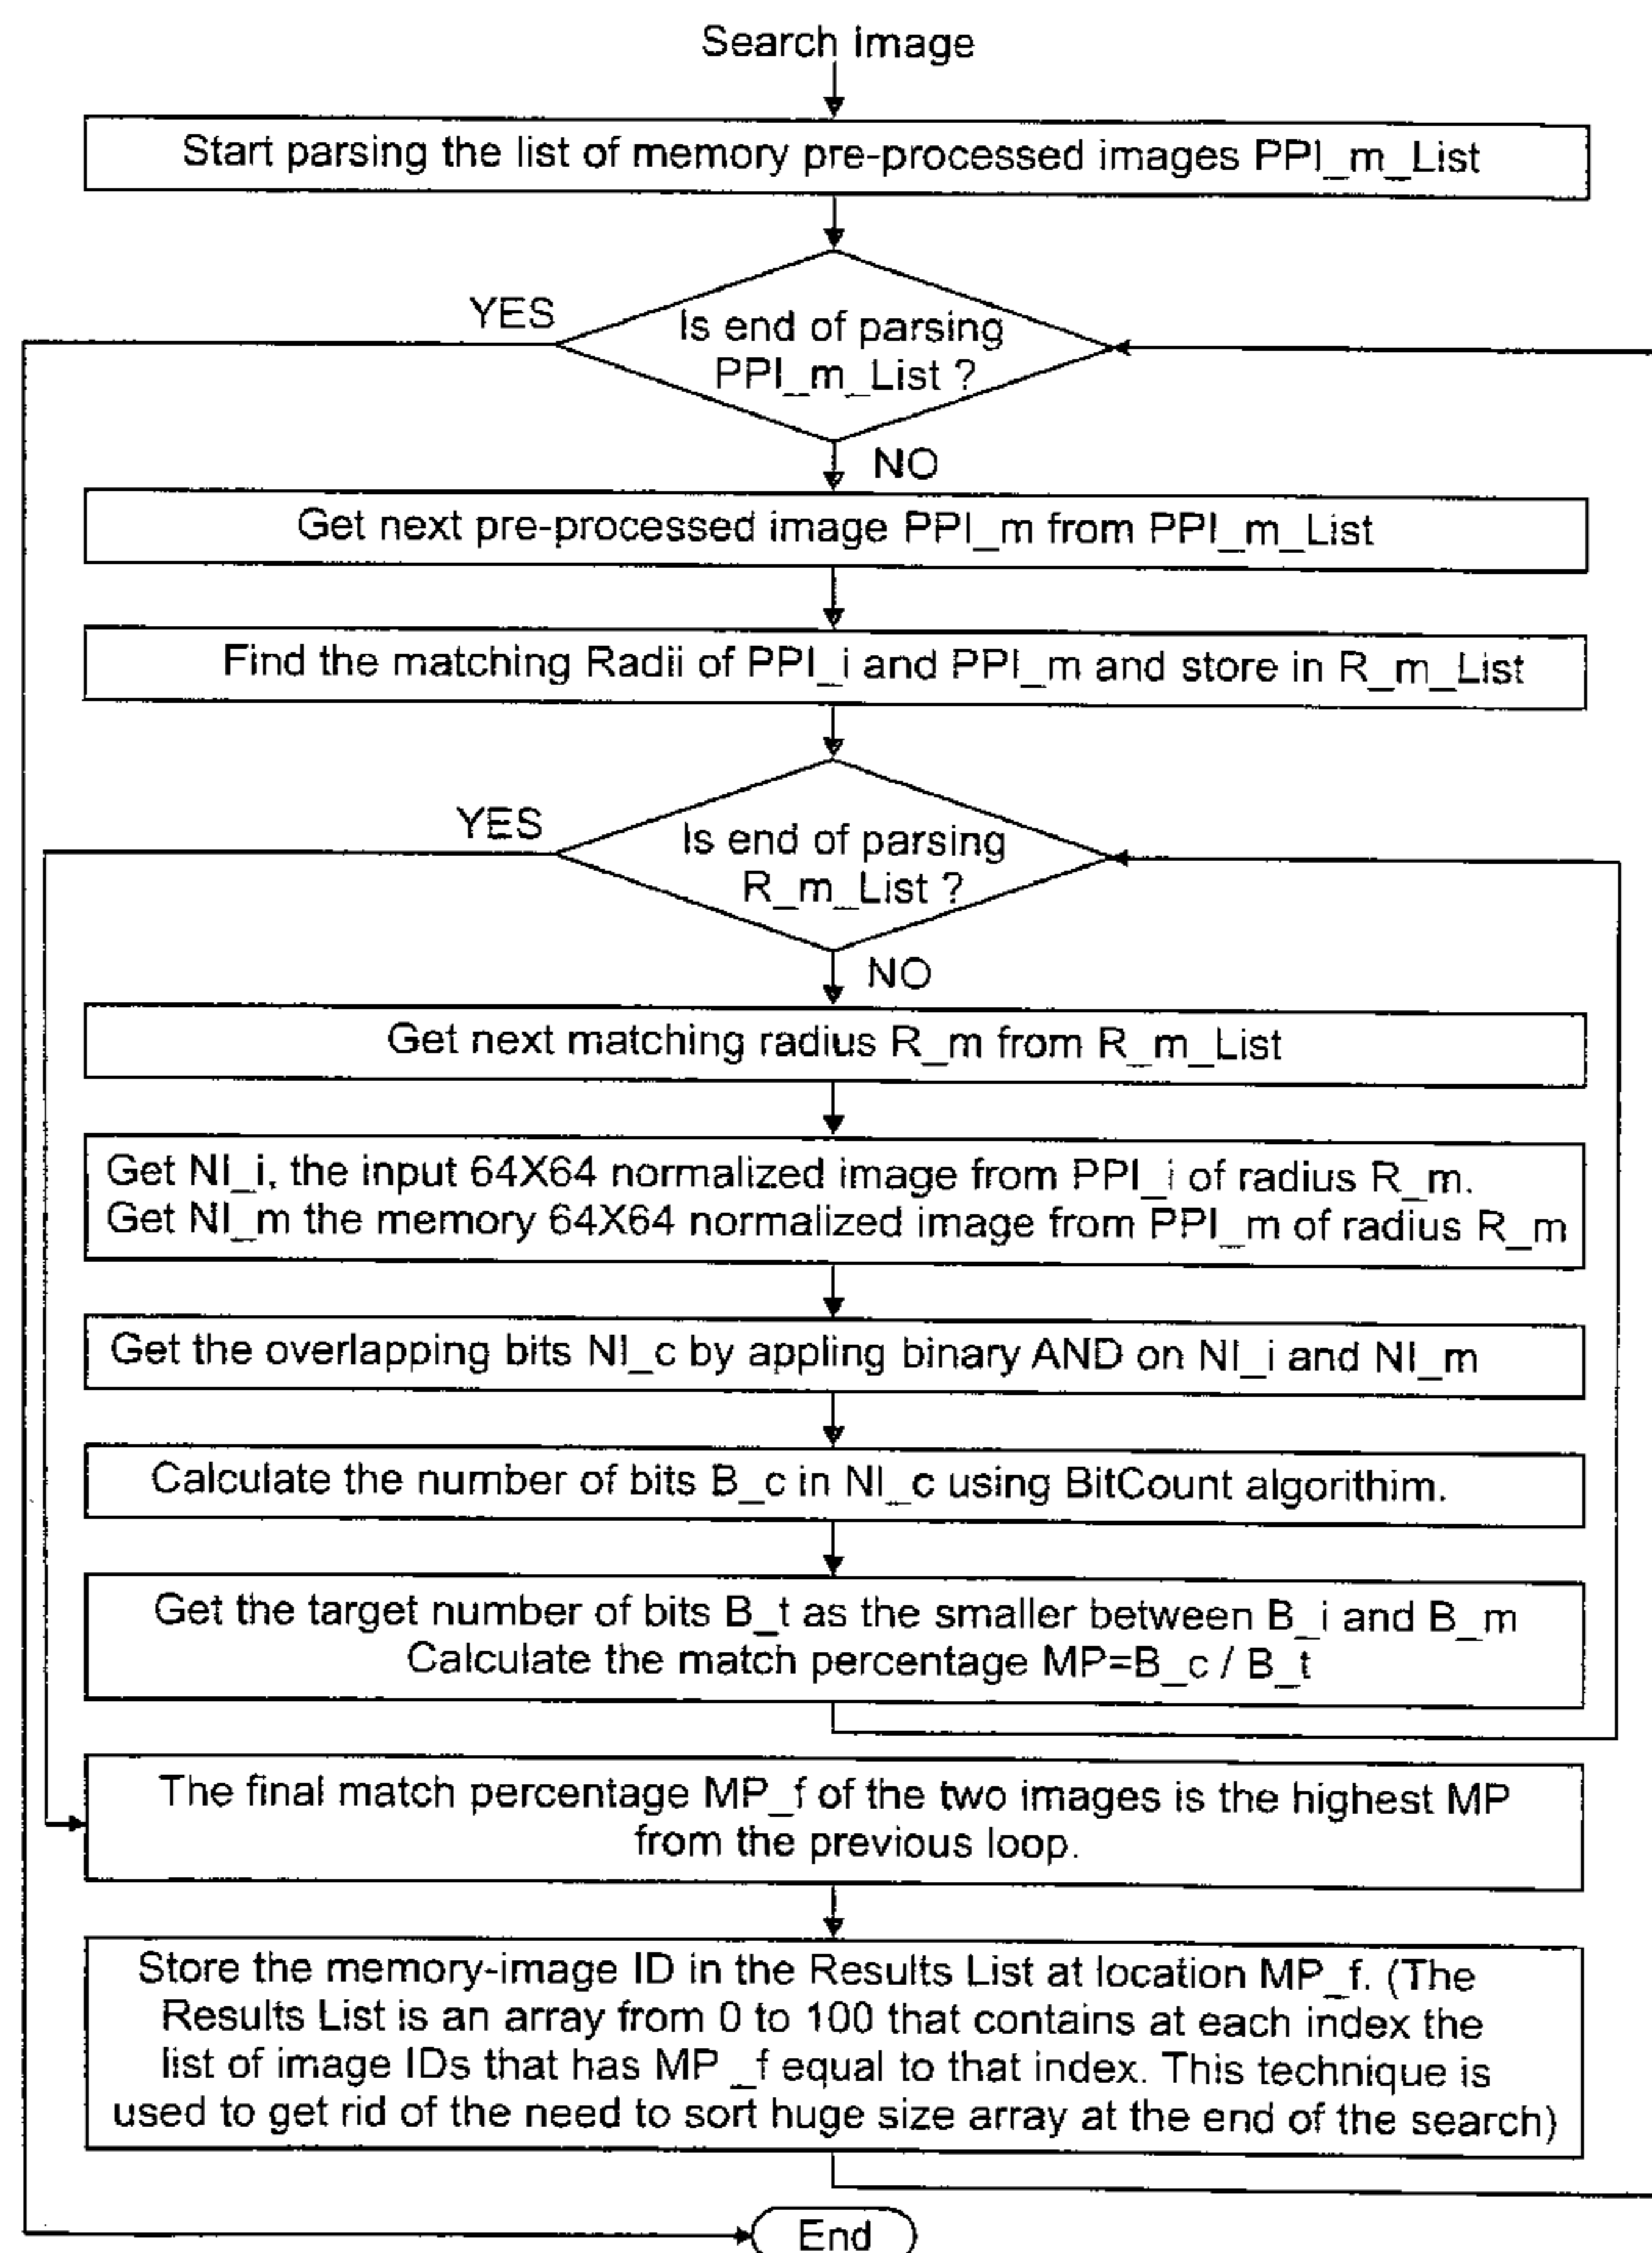 Search Image
Start parsing the list of memory pre-processed images PPI_m_List
YES
Is end of parsing
PPI_m_List ?
NO
Get next pre-processed image PPI_m from PPI_m_List
Find the matching Radii of PPI_i and PPI_m and store in R_m_List
YES
Is end of parsing
R_m_List ?
NO
Get next matching radius R_m from R_m_List
Get NI_i, the input 64X64 normalized image from PPI_i of radius R_m.
Get NI_m the memory 64X64 normalized image from PPI_m of radius R_m
Get the overlapping bits NI_c by appling binary AND on NI_i and NI_m
Calculate the number of bits B_c in NI_c using BitCount algorithim.
Get the target number of bits B_t as the smaller between B_i and B_m
Calculate the match percentage MP=B_c / B_t
The final match percentage MP_f of the two images is the highest MP
from the previous loop.
Store the memory-image ID in the Results List at location MP_f. (The
Results List is an array from 0 to 100 that contains at each index the
list of image IDs that has MP _f equal to that index. This technique is
used to get rid of the need to sort huge size array at the end of the search)
End